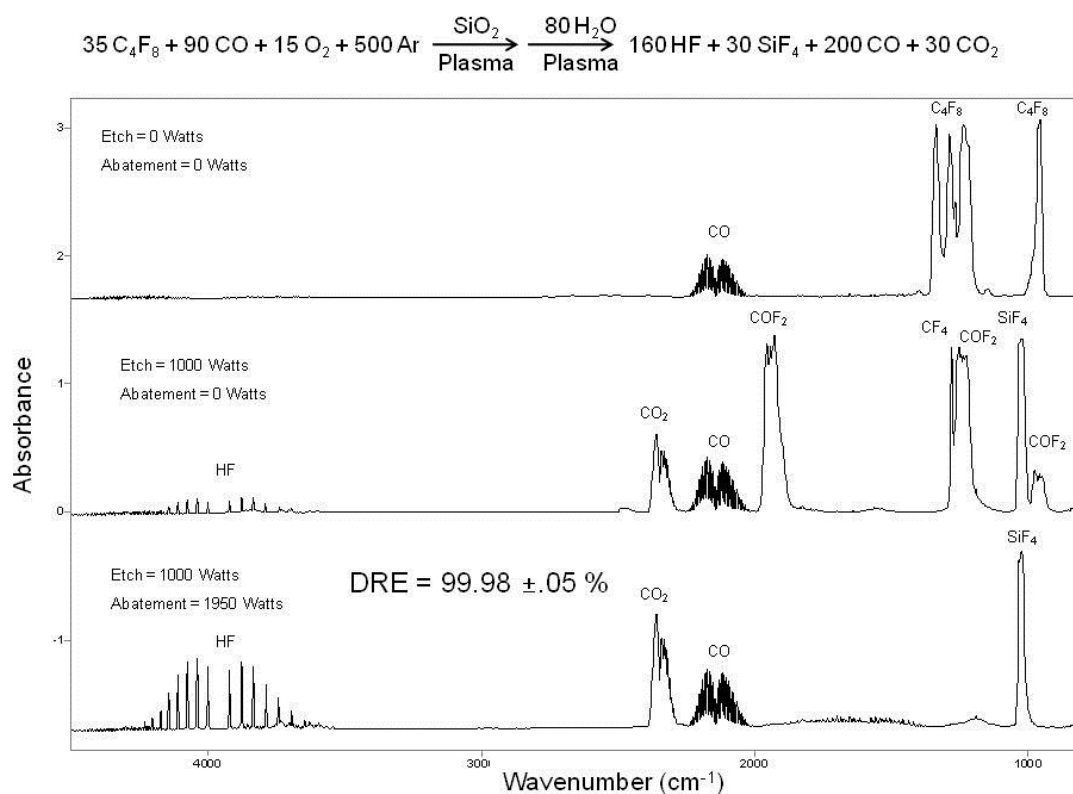 35 C₄F₈ + 90 CO + 15 O₂ + 500 Ar SiO₂ Plasma 80 H₂O Plasma 160 HF + 30 SiF₄ + 200 CO + 30 CO₂
C₄F₈ C₄F₈
3
Etch = 0 Watts
Abatement = 0 Watts
CO
2
COF₂ CF₄ COF₂ SiF₄
Etch = 1000 Watts
Abatement = 0 Watts
1
CO₂ CO COF₂
HF
0
SiF₄
Etch = 1000 Watts
Abatement = 1950 Watts
DRE = 99.98 ±.05 %
CO₂
HF CO
-1
Absorbance
4000 300 2000 1000
Wavenumber (cm⁻¹)